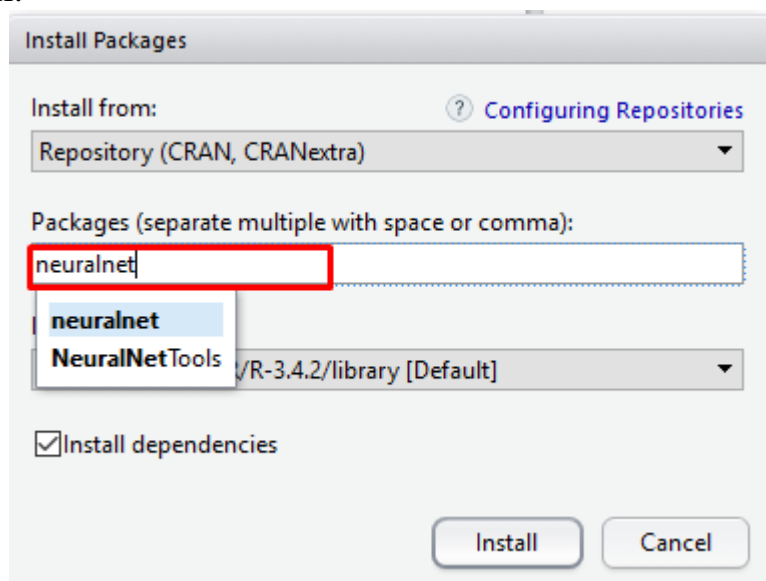 Install Packages
Install from:
? Configuring Repositories
Repository (CRAN, CRANextra)
Packages (separate multiple with space or comma):
neuralnet
neuralnet
NeuralNetTools
/R-3.4.2/library [Default]
Install dependencies
Install Cancel